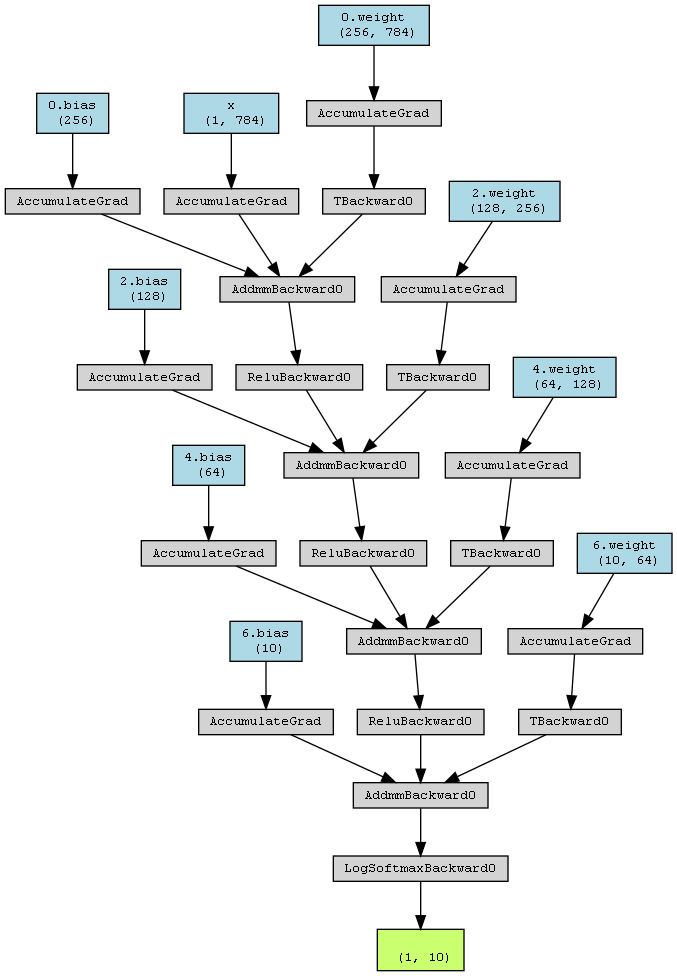 0.weight
(256, 784)
AccumulateGrad
0.bias
(256)
x
(1, 784)
AccumulateGrad
AccumulateGrad
TBackward0
2.weight
(128, 256)
AddmmBackward0
AccumulateGrad
2.bias
(128)
AccumulateGrad
ReluBackward0
TBackward0
4.weight
(64, 128)
AddmmBackward0
AccumulateGrad
4.bias
(64)
AccumulateGrad
ReluBackward0
TBackward0
6.weight
(10, 64)
AddmmBackward0
AccumulateGrad
6.bias
(10)
AccumulateGrad
ReluBackward0
TBackward0
AddmmBackward0
LogSoftmaxBackward0
(1, 10)